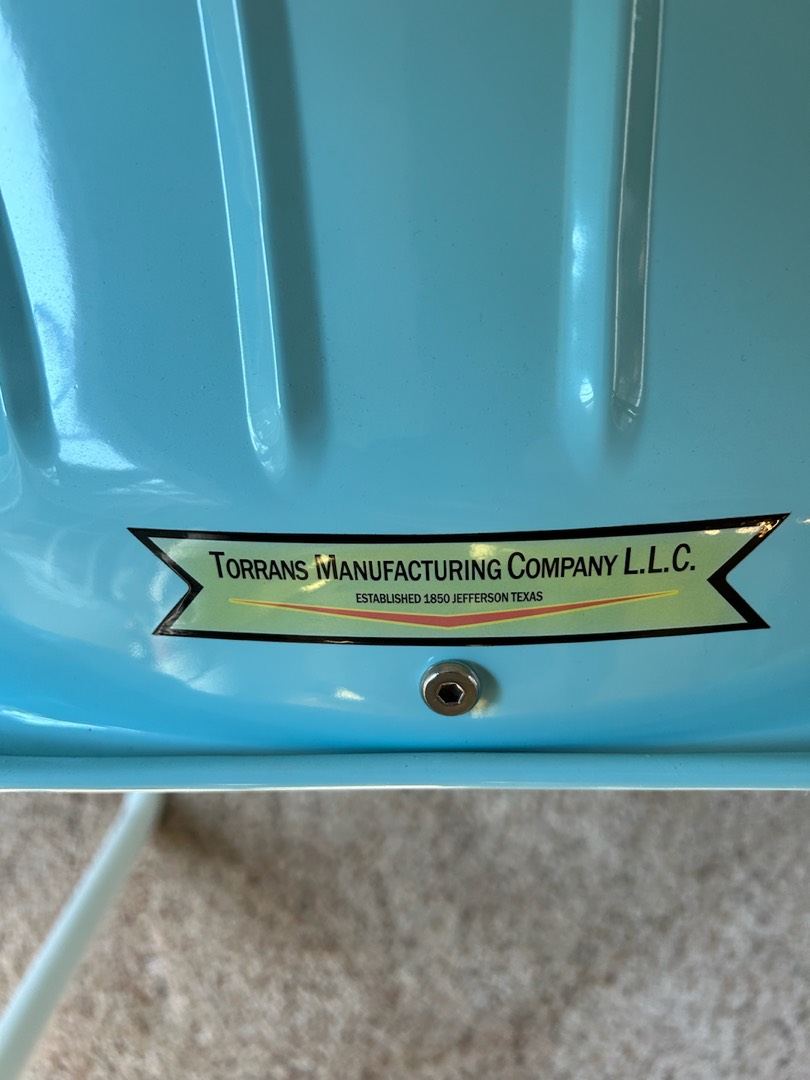 TORRANS MANUFACTURING COMPANY L.L.C.
ESTABLISHED 1850 JEFFERSON TEXAS